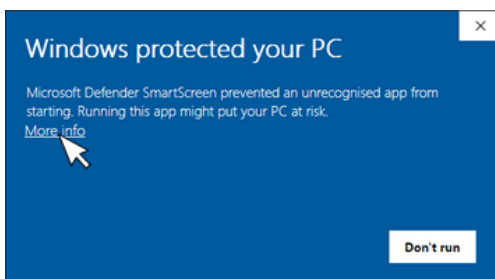 Windows protected your PC
Microsoft Defender SmartScreen prevented an unrecognised app from
starting. Running this app might put your PC at risk.
More info
Don't run